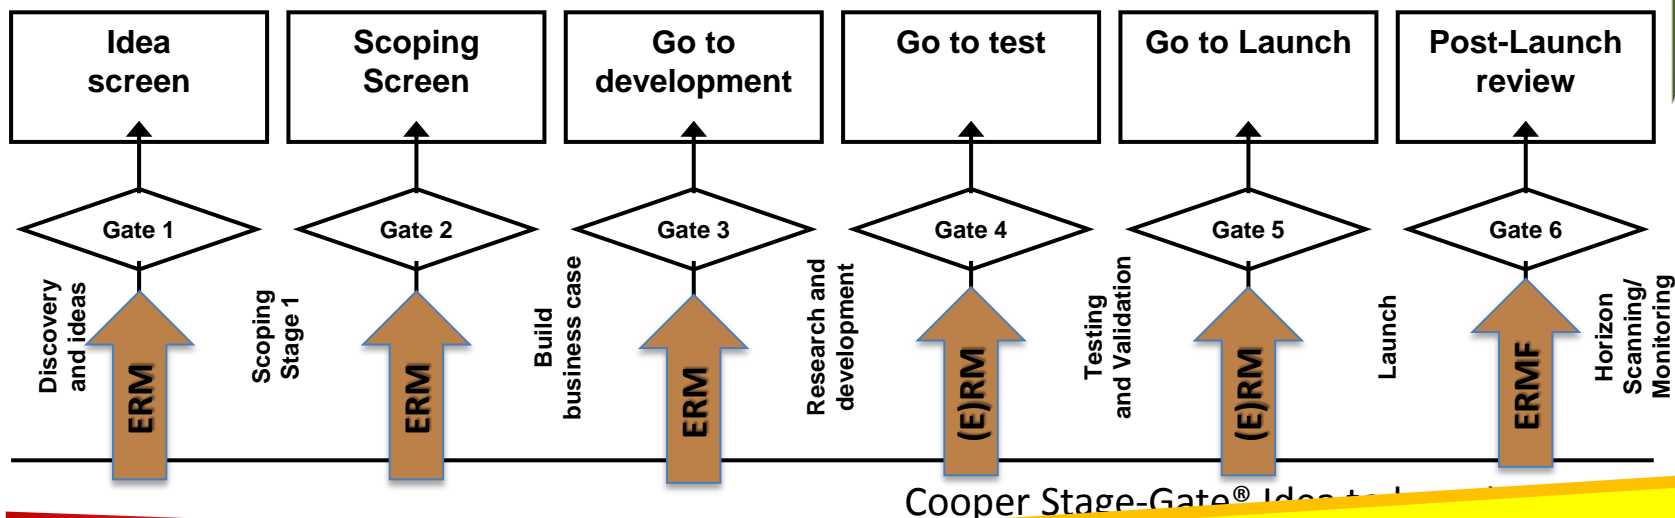 Idea
screen
Scoping
Screen
Go to
development
Go to test
Go to Launch
Post-Launch
review
Gate 1
Gate 2
Gate 3
Gate 4
Gate 5
Gate 6
Discovery
and ideas
ERM
Scoping
Stage 1
ERM
Build
business case
ERM
Research and
development
(E)RM
Testing
and Validation
(E)RM
Launch
ERMF
Horizon
Scanning/
Monitoring
Cooper Stage-Gate® Idea to